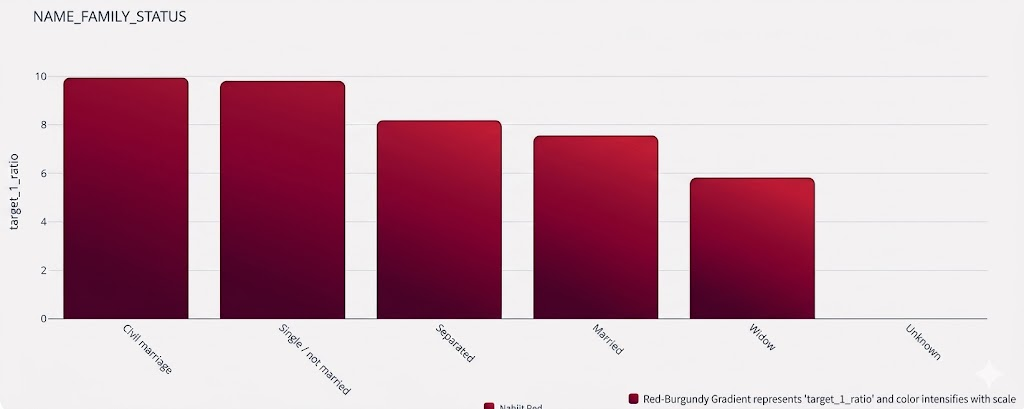 NAME_FAMILY_STATUS
target_1_ratio
10
8
6
4
2
0
Civil marriage
Single / not married
Separated
Married
Widow
Unknown
Red-Burgundy Gradient represents 'target_1_ratio' and color intensifies with scale
Red